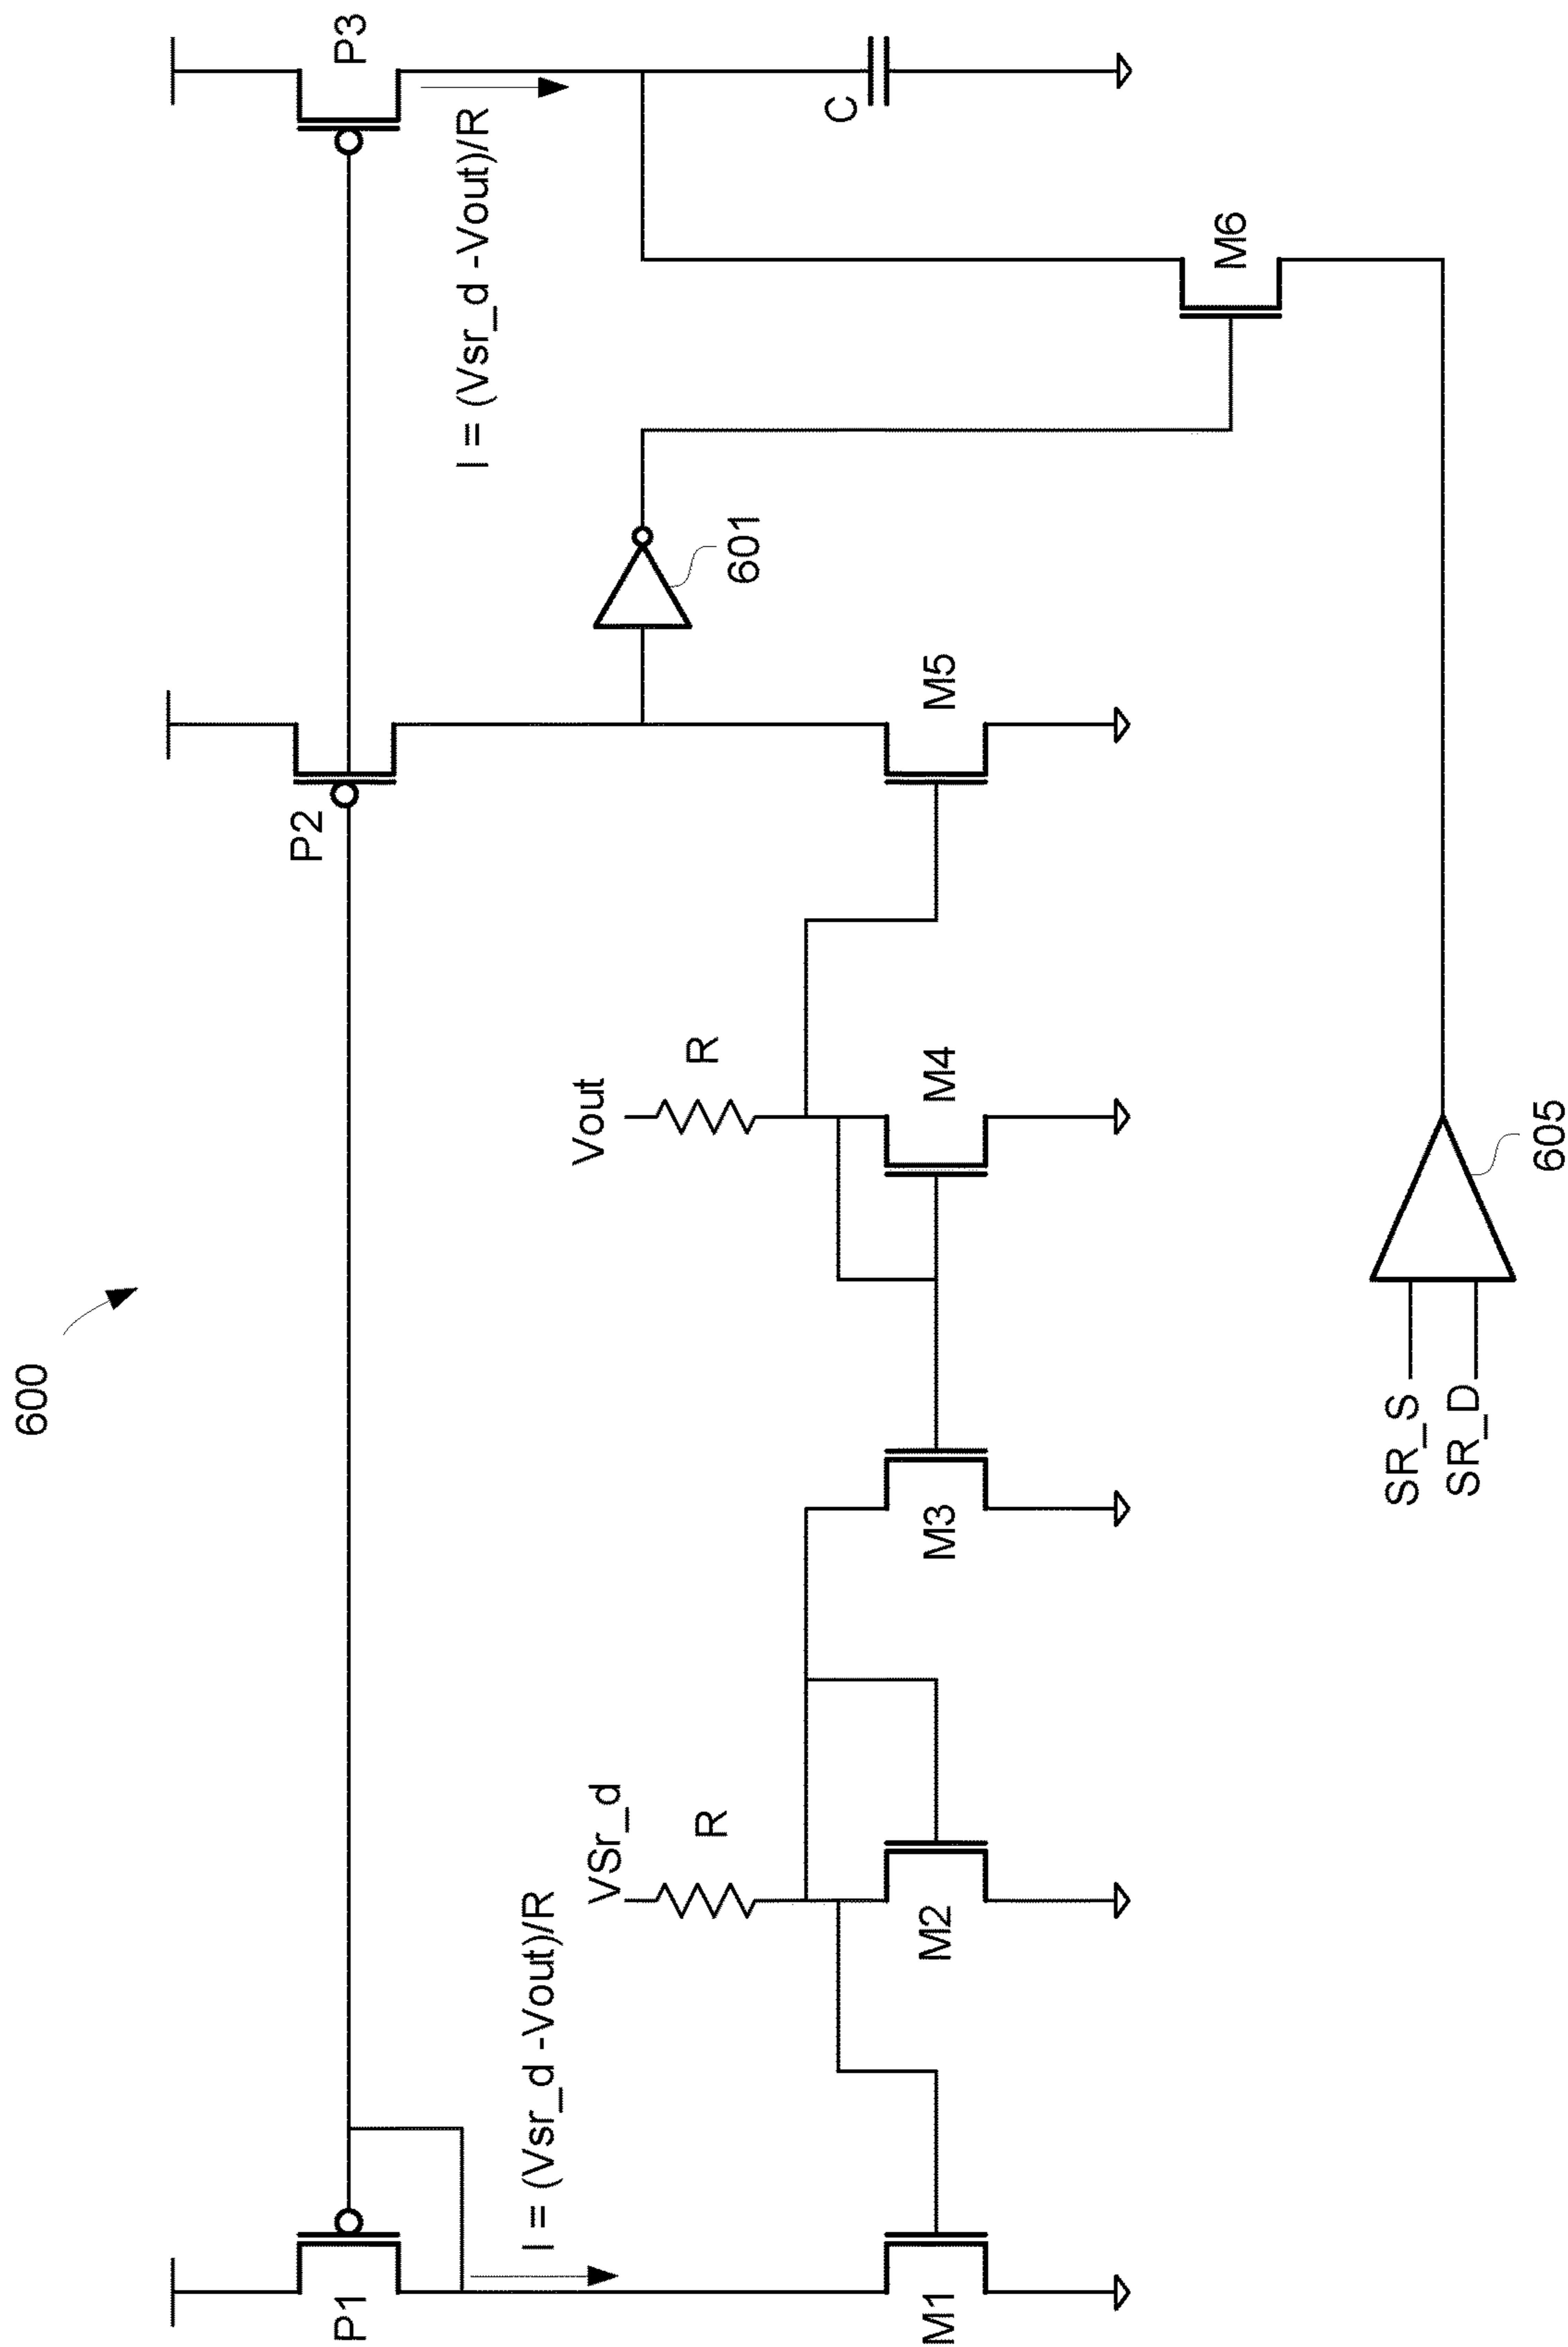 600
P1
P2
P3
I = (Vsr_d -Vout)/R
I = (Vsr_d -Vout)/R
VSr_d
R
Vout
R
601
C
M1
M2
M3
M4
M5
M6
SR_S
SR_D
605